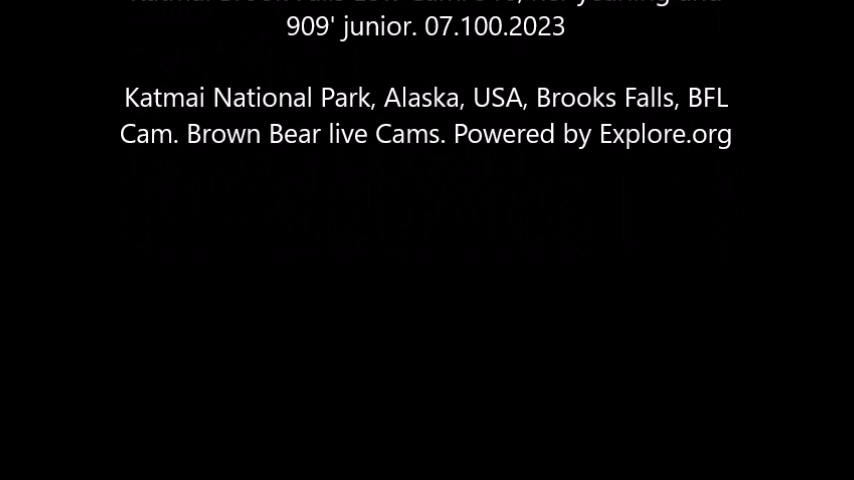 909' junior. 07.100.2023
Katmai National Park, Alaska, USA, Brooks Falls, BFL
Cam. Brown Bear live Cams. Powered by Explore.org